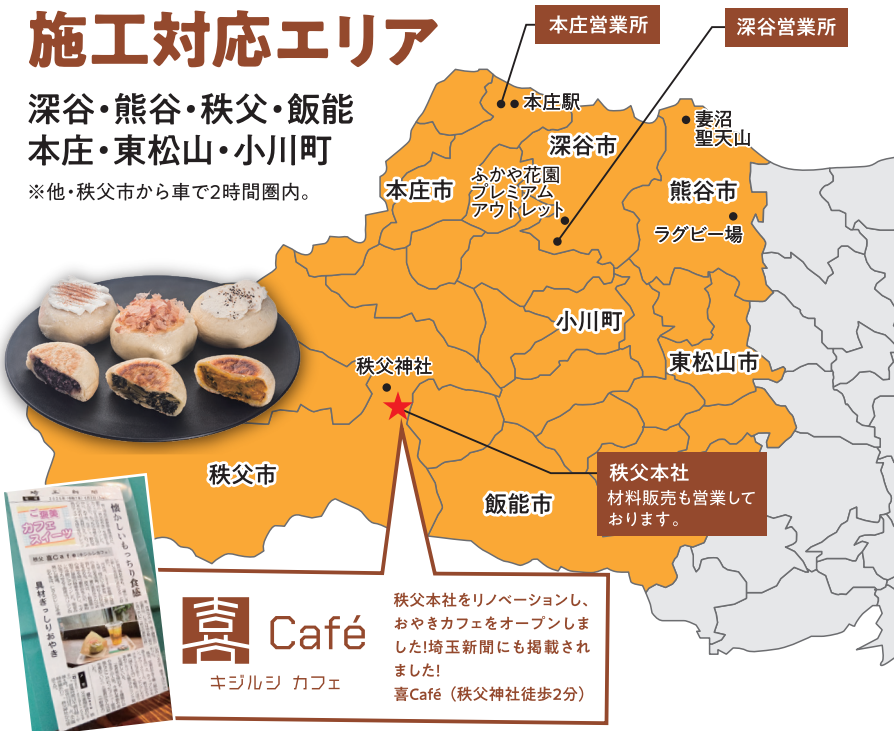 施工対応エリア
深谷・熊谷・秩父・飯能
本庄・東松山・小川町
※他・秩父市から車で2時間圏内。
本庄営業所
深谷営業所
本庄駅
妻沼
聖天山
深谷市
本庄市
ふかや花園
プレミアム
アウトレット
熊谷市
ラグビー場
小川町
東松山市
秩父神社
秩父市
飯能市
秩父本社
材料販売も営業して
おります。
埼玉新聞
ご褒美
カフェ
スイーツ
懐かしいもっちり食感
具材ぎっしりおやき
喜 Café
キジルシ カフェ
秩父本社をリノベーションし、
おやきカフェをオープンしま
した!埼玉新聞にも掲載され
ました!
喜Café（秩父神社徒歩2分）